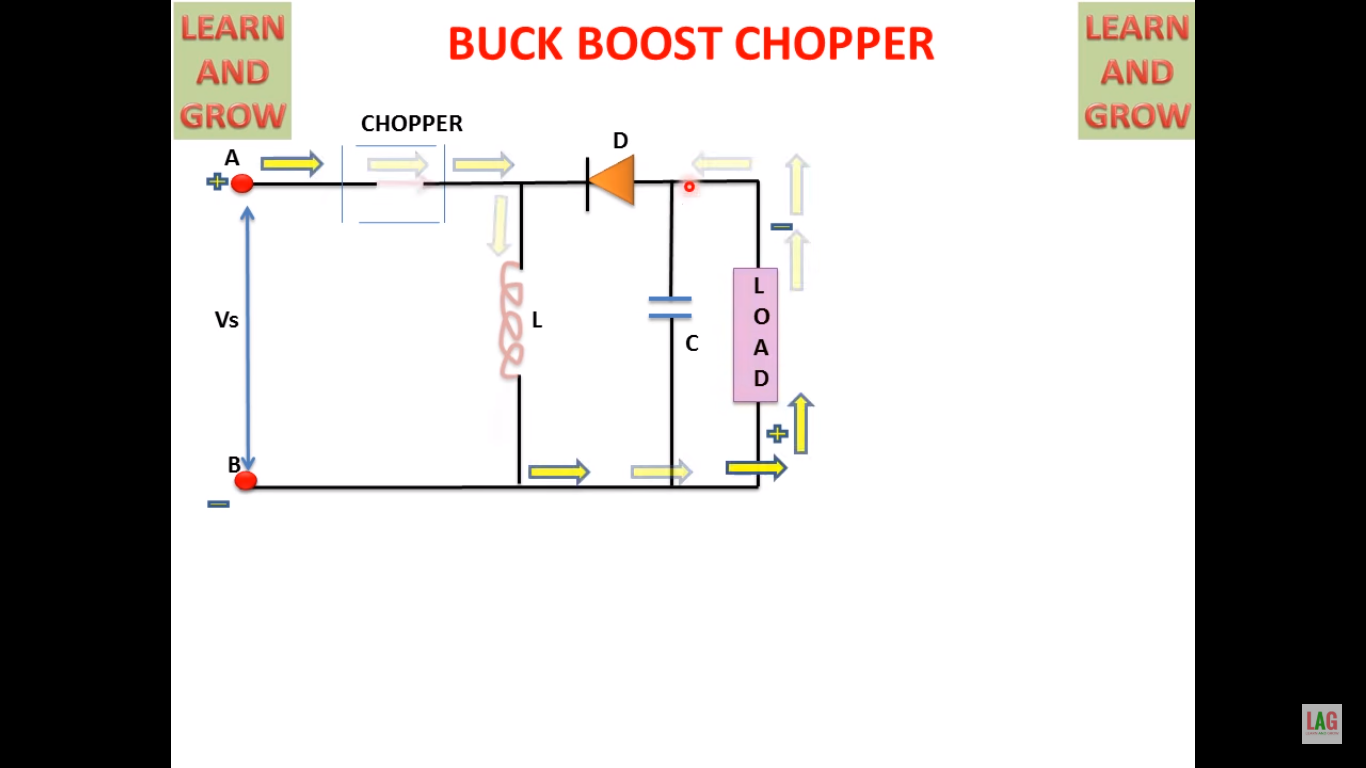 LEARN
AND
GROW
BUCK BOOST CHOPPER
LEARN
AND
GROW
CHOPPER
D
A
+
−
Vs
L
C
L
O
A
D
B
+
−
LAG